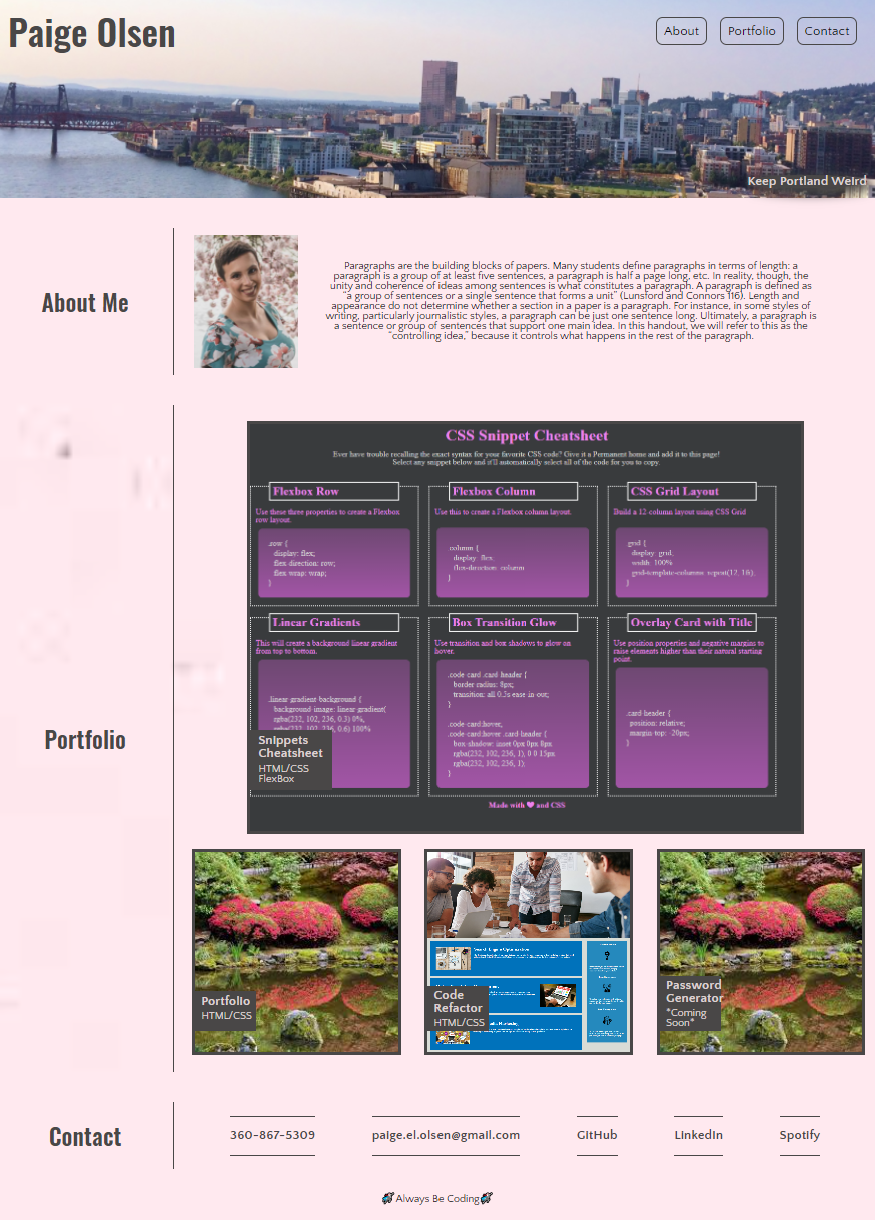 Paige Olsen
About
Portfolio
Contact
Keep Portland Weird
About Me
Paragraphs are the building blocks of papers. Many students define paragraphs in terms of length: a
paragraph is a group of at least five sentences, a paragraph is half a page long, etc. In reality, though, the
unity and coherence of ideas among sentences is what constitutes a paragraph. A paragraph is defined as
“a group of sentences or a single sentence that forms a unit” (Lunsford and Connors 116). Length and
appearance do not determine whether a section in a paper is a paragraph. For instance, in some styles of
writing, particularly journalistic styles, a paragraph can be just one sentence long. Ultimately, a paragraph is
a sentence or group of sentences that support one main idea. In this handout, we will refer to this as the
“controlling idea,” because it controls what happens in the rest of the paragraph.
Portfolio
CSS Snippet Cheatsheet
Ever have trouble recalling the exact syntax for your favorite CSS code? Give it a Permanent home and add it to this page!
Select any snippet below and it'll automatically select all of the code for you to copy.
Flexbox Row
Use these three properties to create a Flexbox
row layout.
.row {
display: flex;
flex-direction: row;
flex-wrap: wrap;
}
Flexbox Column
Use this to create a Flexbox column layout.
.column {
display: flex;
flex-direction: column
}
CSS Grid Layout
Build a 12-column layout using CSS Grid
.grid {
display: grid;
width: 100%
grid-template-columns: repeat(12, 1fr);
}
Linear Gradients
This will create a background linear gradient
from top to bottom.
.linear-gradient-background {
background-image: linear-gradient(
rgba(232, 102, 236, 0.3) 0%,
rgba(232, 102, 236, 0.6) 100%
Snippets
Cheatsheet
HTML/CSS
FlexBox
Box Transition Glow
Use transition and box shadows to glow on
hover.
.code-card .card-header {
border-radius: 8px;
transition: all 0.5s ease-in-out;
}
.code-card:hover,
.code-card:hover .card-header {
box-shadow: inset 0px 0px 8px
rgba(232, 102, 236, 1), 0 0 15px
rgba(232, 102, 236, 1);
}
Overlay Card with Title
Use position properties and negative margins to
raise elements higher than their natural starting
point.
.card-header {
position: relative;
margin-top: -20px;
}
Made with ❤ and CSS
Portfolio
HTML/CSS
Code
Refactor
HTML/CSS
Password
Generator
*Coming
Soon*
Contact
360-867-5309
paige.el.olsen@gmail.com
GitHub
LinkedIn
Spotify
🚀Always Be Coding🚀